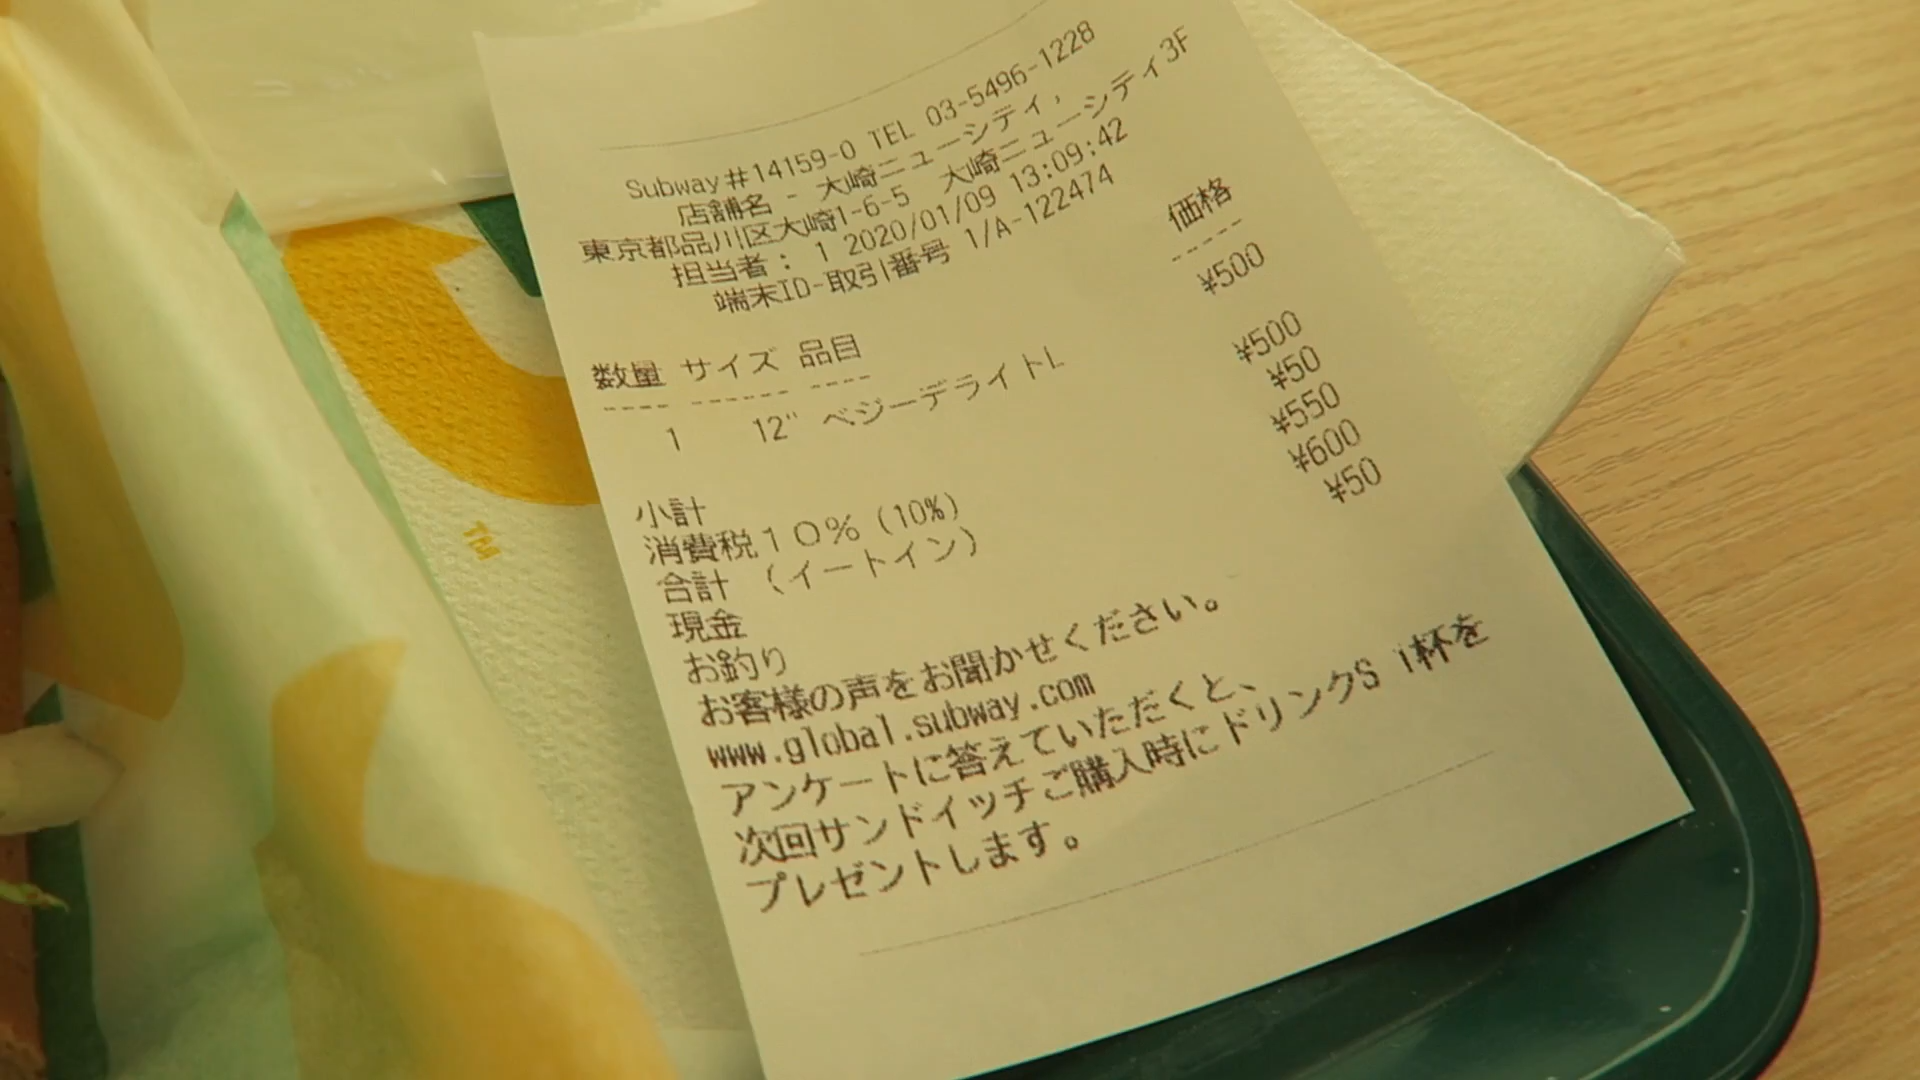 Subway#14159-0 TEL 03-5496-1228
店舗名 - 大崎ニューシティ,
東京都品川区大崎1-6-5 大崎ニューシティ3F
担当者: 1 2020/01/09 13:09:42
端末ID-取引番号 1/A-122474
数量 サイズ 品目 価格
---- ------ ---- ----
1 12" ベジーデライトL ¥500
小計 ¥500
消費税10%(10%) ¥50
合計 (イートイン) ¥550
現金 ¥600
お釣り ¥50
お客様の声をお聞かせください。
www.global.subway.com
アンケートに答えていただくと、
次回サンドイッチご購入時にドリンクS 1杯を
プレゼントします。
TM